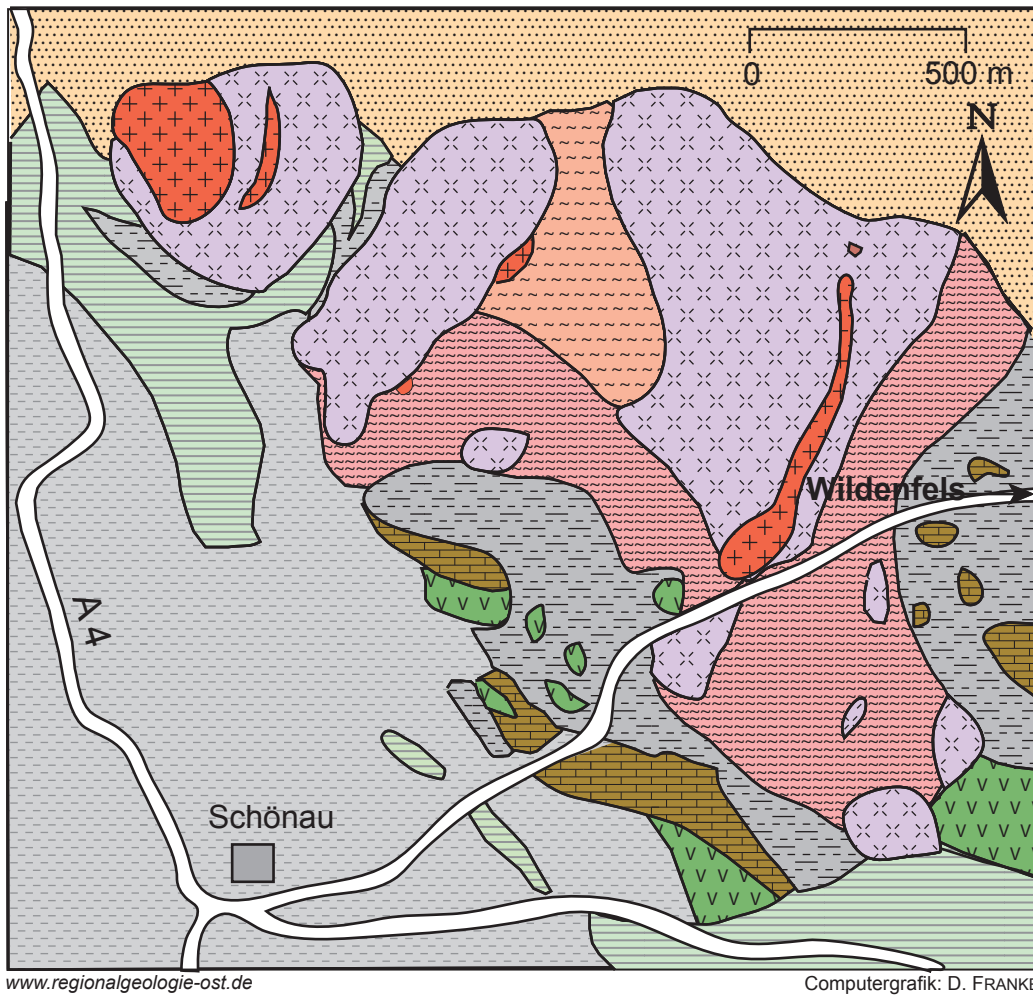 0 500 m
N
Wildenfels
A 4
Schönau
www.regionalgeologie-ost.de Computergrafik: D. FRANKE